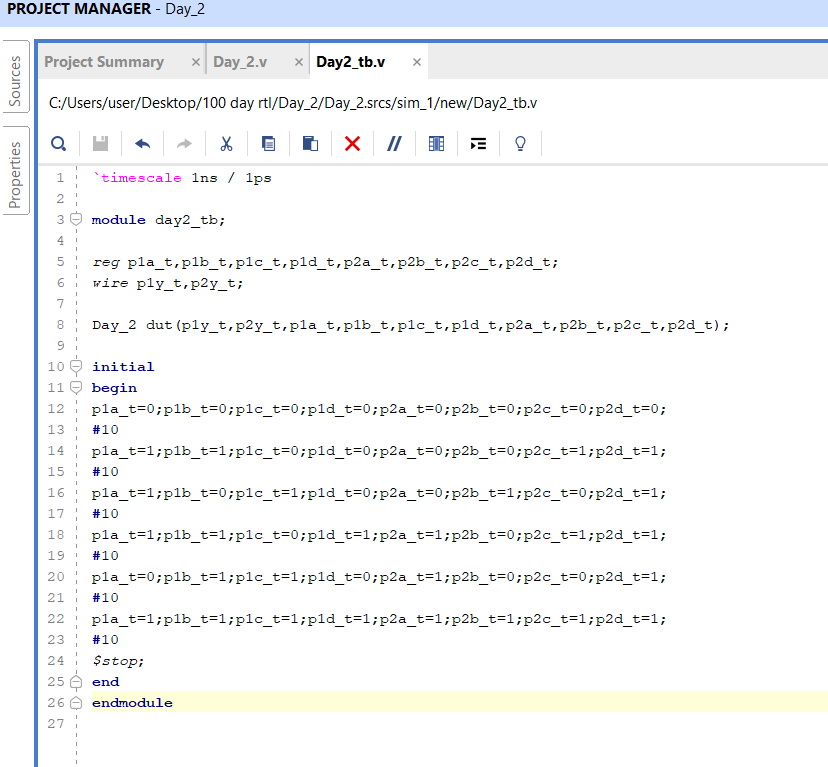 PROJECT MANAGER - Day_2
Sources
Properties
Project Summary × Day_2.v × Day2_tb.v ×
C:/Users/user/Desktop/100 day rtl/Day_2/Day_2.srcs/sim_1/new/Day2_tb.v
1 `timescale 1ns / 1ps
2
3 module day2_tb;
4
5 reg p1a_t,p1b_t,p1c_t,p1d_t,p2a_t,p2b_t,p2c_t,p2d_t;
6 wire p1y_t,p2y_t;
7
8 Day_2 dut(p1y_t,p2y_t,p1a_t,p1b_t,p1c_t,p1d_t,p2a_t,p2b_t,p2c_t,p2d_t);
9
10 initial
11 begin
12 p1a_t=0;p1b_t=0;p1c_t=0;p1d_t=0;p2a_t=0;p2b_t=0;p2c_t=0;p2d_t=0;
13 #10
14 p1a_t=1;p1b_t=1;p1c_t=0;p1d_t=0;p2a_t=0;p2b_t=0;p2c_t=1;p2d_t=1;
15 #10
16 p1a_t=1;p1b_t=0;p1c_t=1;p1d_t=0;p2a_t=0;p2b_t=1;p2c_t=0;p2d_t=1;
17 #10
18 p1a_t=1;p1b_t=1;p1c_t=0;p1d_t=1;p2a_t=1;p2b_t=0;p2c_t=1;p2d_t=1;
19 #10
20 p1a_t=0;p1b_t=1;p1c_t=1;p1d_t=0;p2a_t=1;p2b_t=0;p2c_t=0;p2d_t=1;
21 #10
22 p1a_t=1;p1b_t=1;p1c_t=1;p1d_t=1;p2a_t=1;p2b_t=1;p2c_t=1;p2d_t=1;
23 #10
24 $stop;
25 end
26 endmodule
27